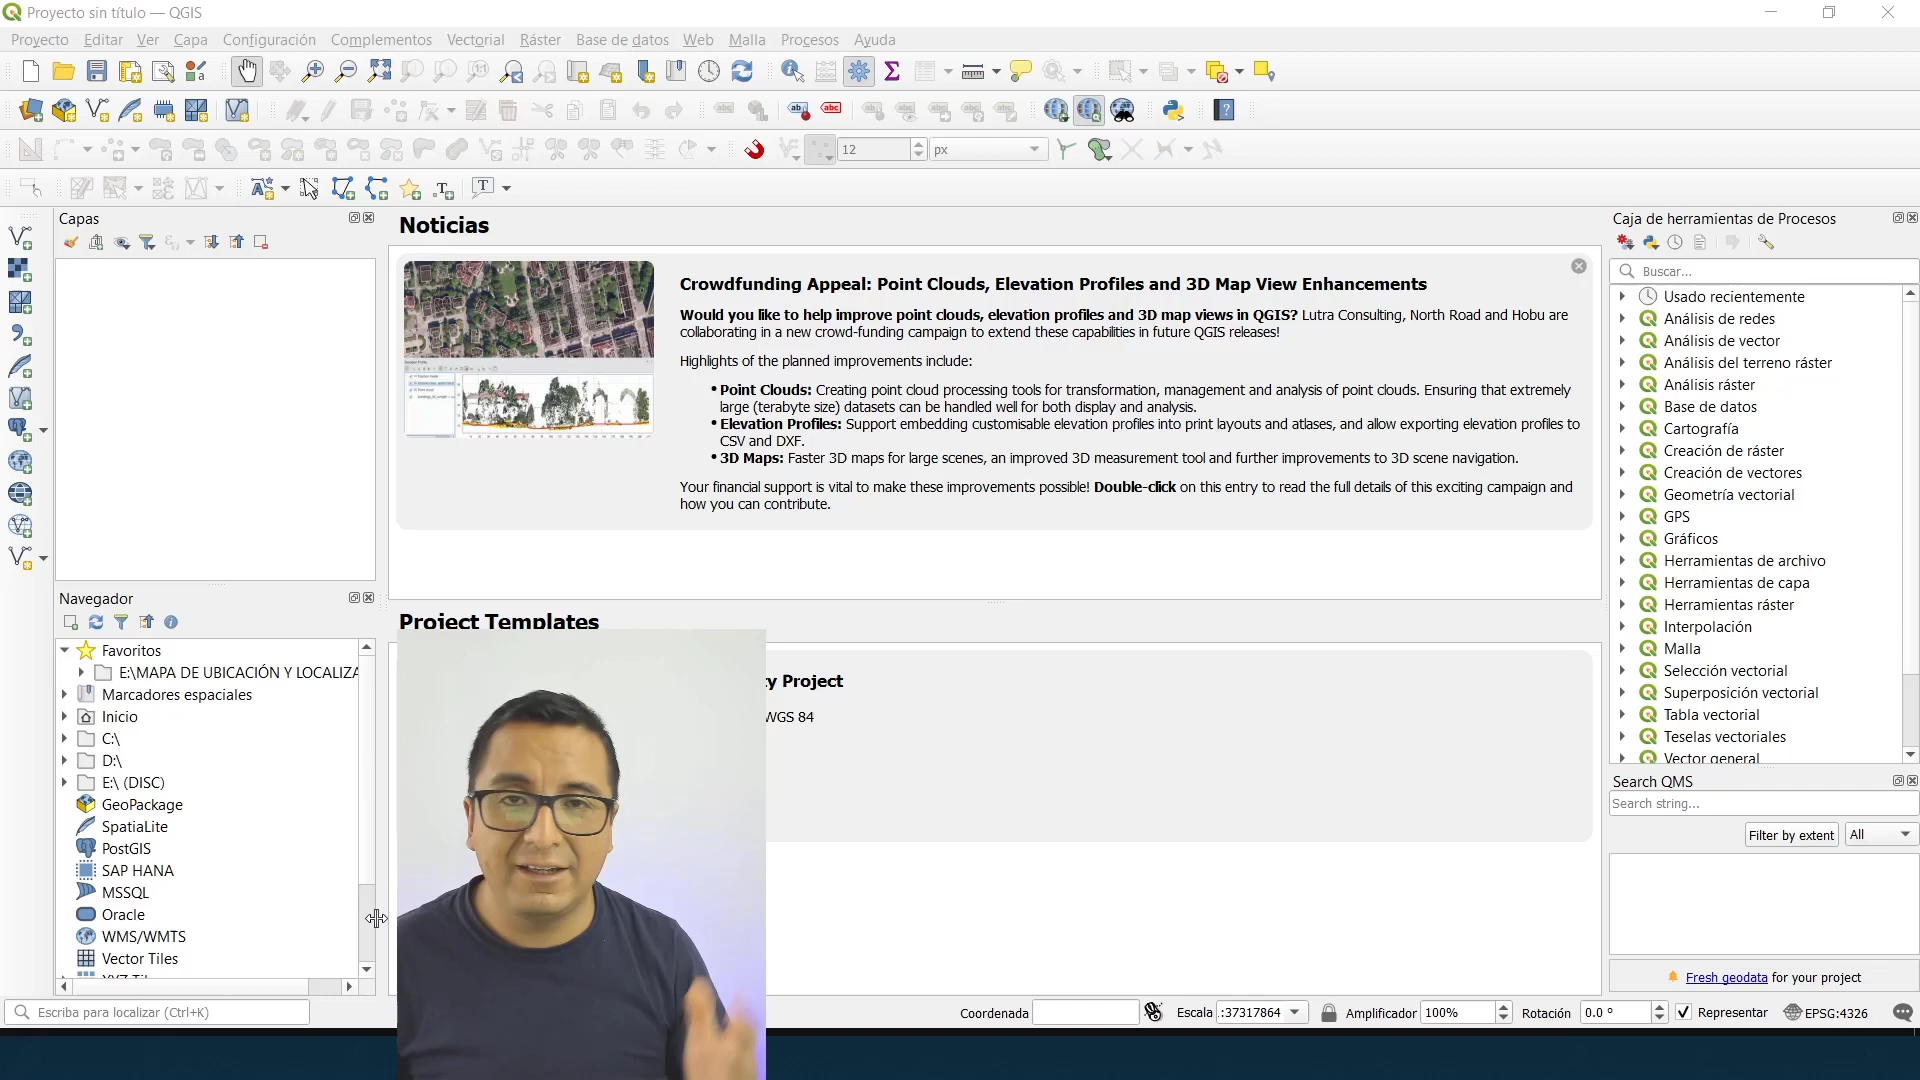 Proyecto sin título — QGIS
Proyecto Editar Ver Capa Configuración Complementos Vectorial Ráster Base de datos Web Malla Procesos Ayuda
abc abc
12 px
T
Capas
Noticias
Crowdfunding Appeal: Point Clouds, Elevation Profiles and 3D Map View Enhancements
Would you like to help improve point clouds, elevation profiles and 3D map views in QGIS? Lutra Consulting, North Road and Hobu are
collaborating in a new crowd-funding campaign to extend these capabilities in future QGIS releases!
Highlights of the planned improvements include:
• Point Clouds: Creating point cloud processing tools for transformation, management and analysis of point clouds. Ensuring that extremely
large (terabyte size) datasets can be handled well for both display and analysis.
• Elevation Profiles: Support embedding customisable elevation profiles into print layouts and atlases, and allow exporting elevation profiles to
CSV and DXF.
• 3D Maps: Faster 3D maps for large scenes, an improved 3D measurement tool and further improvements to 3D scene navigation.
Your financial support is vital to make these improvements possible! Double-click on this entry to read the full details of this exciting campaign and
how you can contribute.
Project Templates
ty Project
WGS 84
Navegador
Favoritos
E:\MAPA DE UBICACIÓN Y LOCALIZA
Marcadores espaciales
Inicio
C:\
D:\
E:\ (DISC)
GeoPackage
SpatiaLite
PostGIS
SAP HANA
MSSQL
Oracle
WMS/WMTS
Vector Tiles
Caja de herramientas de Procesos
Buscar...
Usado recientemente
Análisis de redes
Análisis de vector
Análisis del terreno ráster
Análisis ráster
Base de datos
Cartografía
Creación de ráster
Creación de vectores
Geometría vectorial
GPS
Gráficos
Herramientas de archivo
Herramientas de capa
Herramientas ráster
Interpolación
Malla
Selección vectorial
Superposición vectorial
Tabla vectorial
Teselas vectoriales
Vector general
Search QMS
Search string...
Filter by extent All
Fresh geodata for your project
Escriba para localizar (Ctrl+K)
Coordenada Escala :37317864 Amplificador 100% Rotación 0.0 ° Representar EPSG:4326